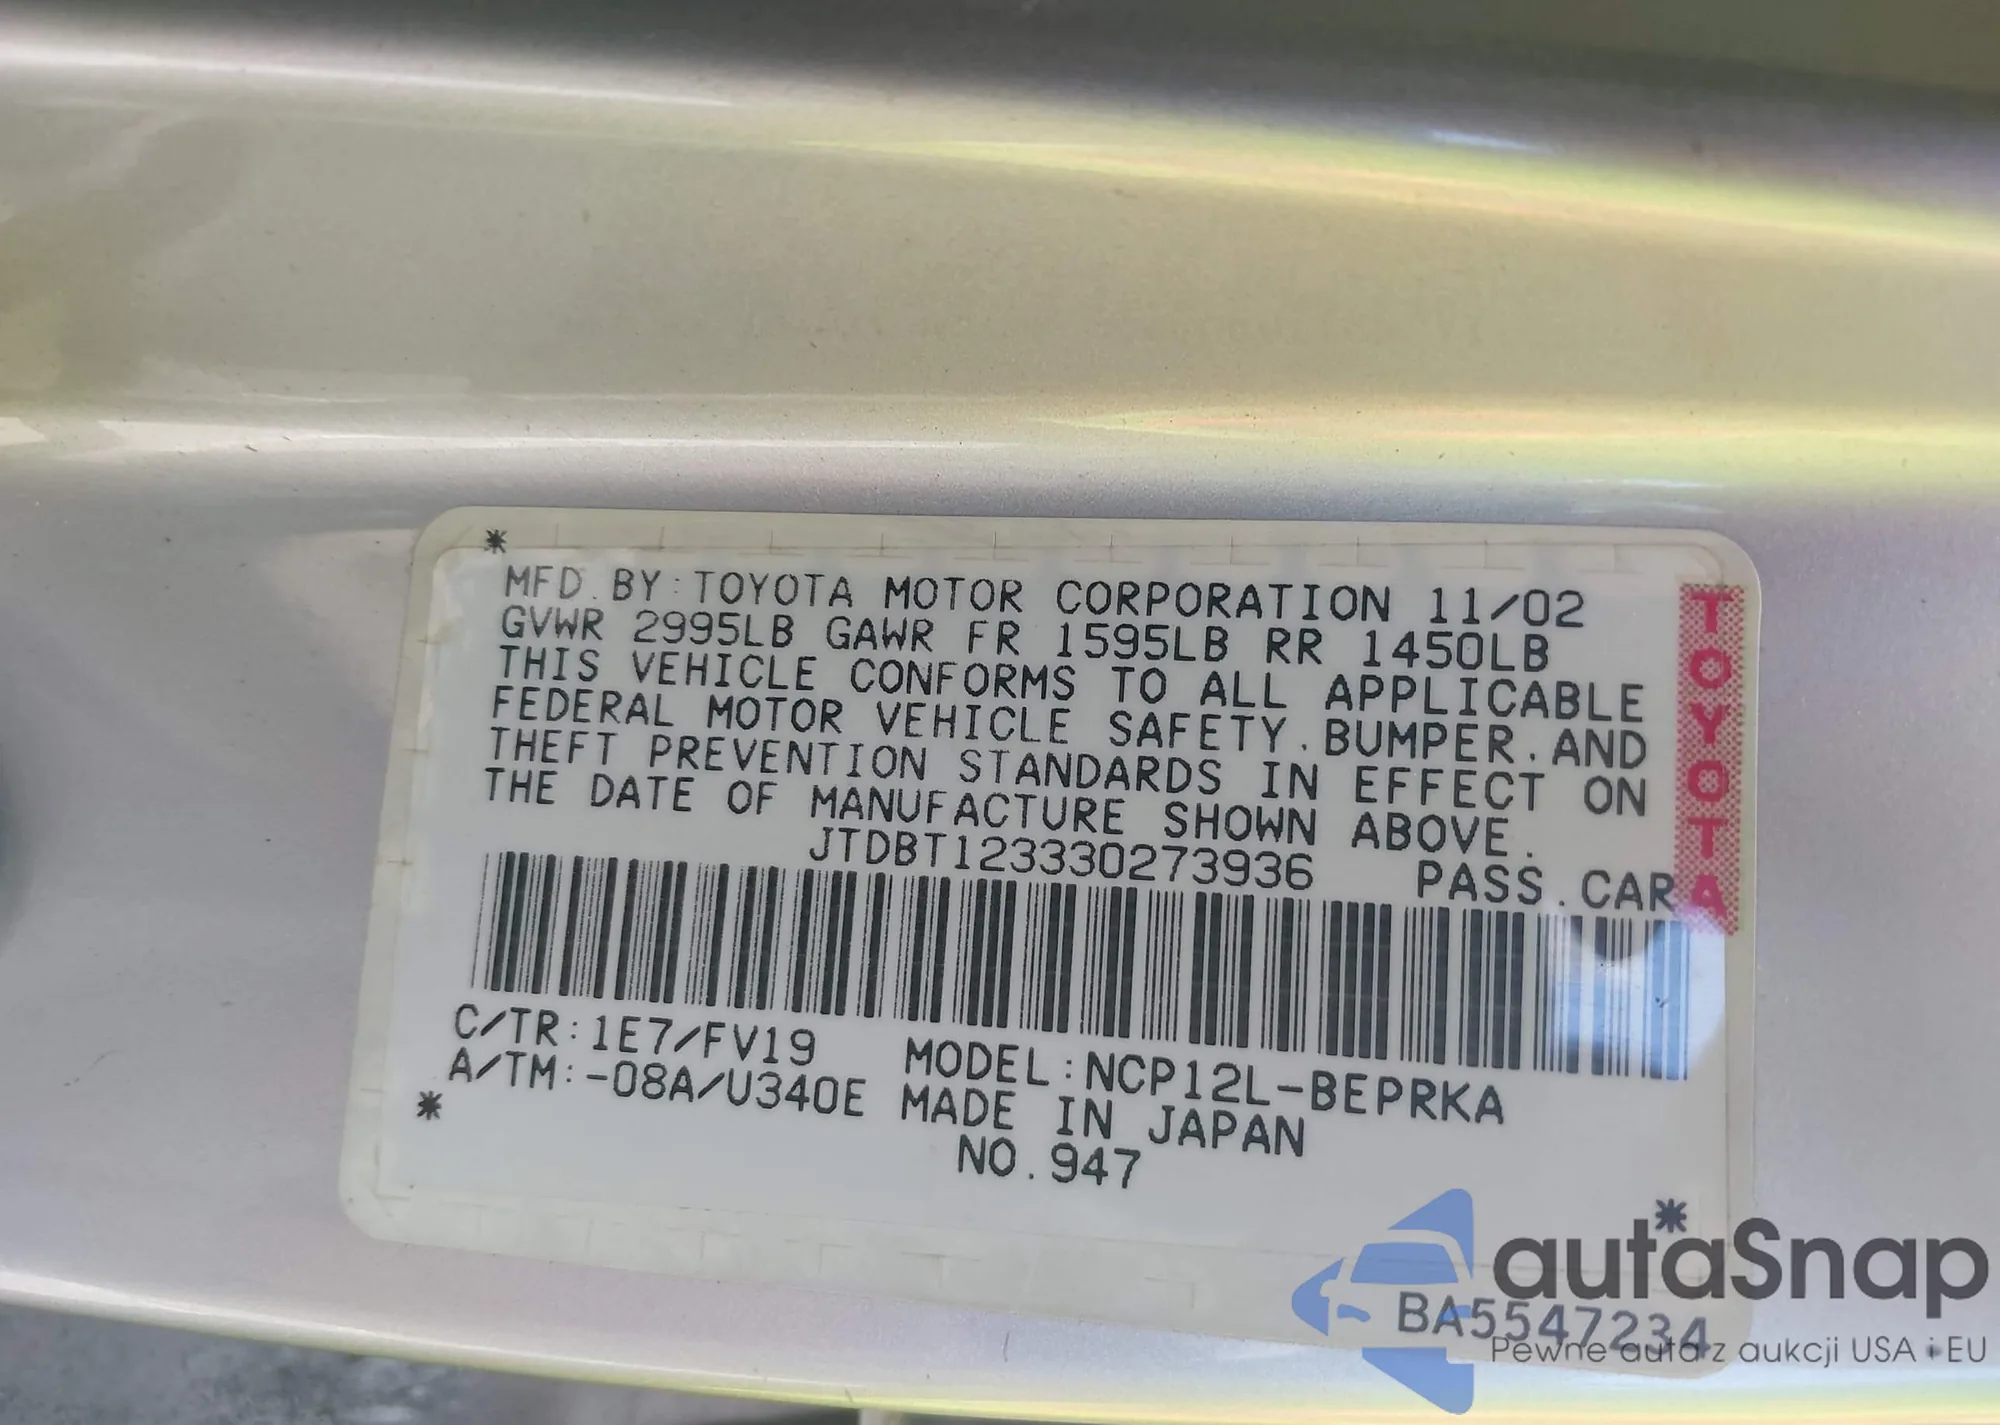 MFD. BY: TOYOTA MOTOR CORPORATION 11/02
GVWR 2995LB GAWR FR 1595LB RR 1450LB
THIS VEHICLE CONFORMS TO ALL APPLICABLE
FEDERAL MOTOR VEHICLE SAFETY. BUMPER. AND
THEFT PREVENTION STANDARDS IN EFFECT ON
THE DATE OF MANUFACTURE SHOWN ABOVE.
JTDBT123330273936 PASS. CAR
TOYOTA
C/TR: 1E7/FV19 MODEL: NCP12L-BEPRKA
A/TM: -08A/U340E MADE IN JAPAN
NO. 947
autaSnap
BA5547234
Pewne auta z aukcji USA i EU